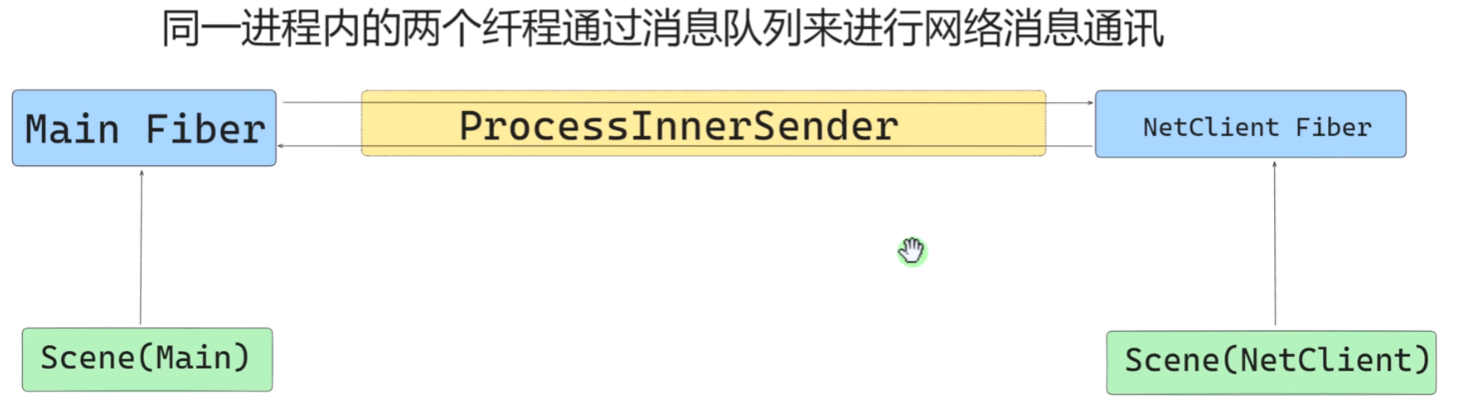 同一进程内的两个纤程通过消息队列来进行网络消息通讯
Main Fiber
ProcessInnerSender
NetClient Fiber
Scene(Main)
Scene(NetClient)